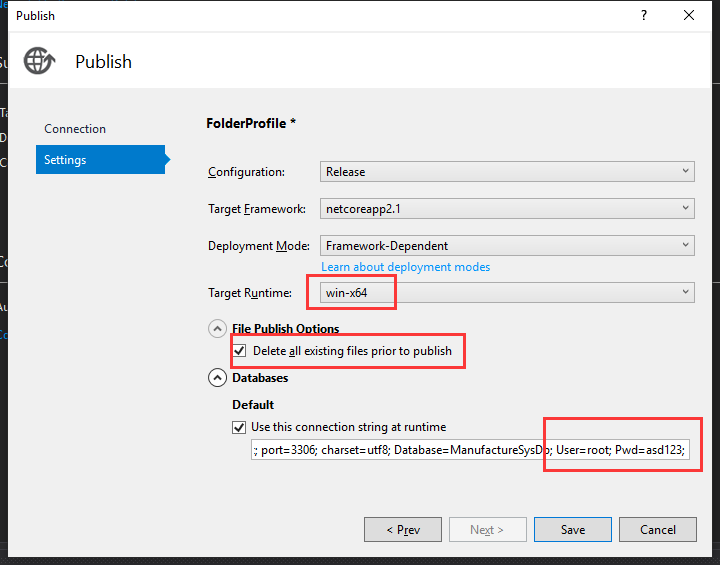 Publish
?
Publish
Connection
Settings
FolderProfile *
Configuration: Release
Target Framework: netcoreapp2.1
Deployment Mode: Framework-Dependent
Learn about deployment modes
Target Runtime: win-x64
File Publish Options
Delete all existing files prior to publish
Databases
Default
Use this connection string at runtime
; port=3306; charset=utf8; Database=ManufactureSysDb; User=root; Pwd=asd123;
< Prev Next > Save Cancel